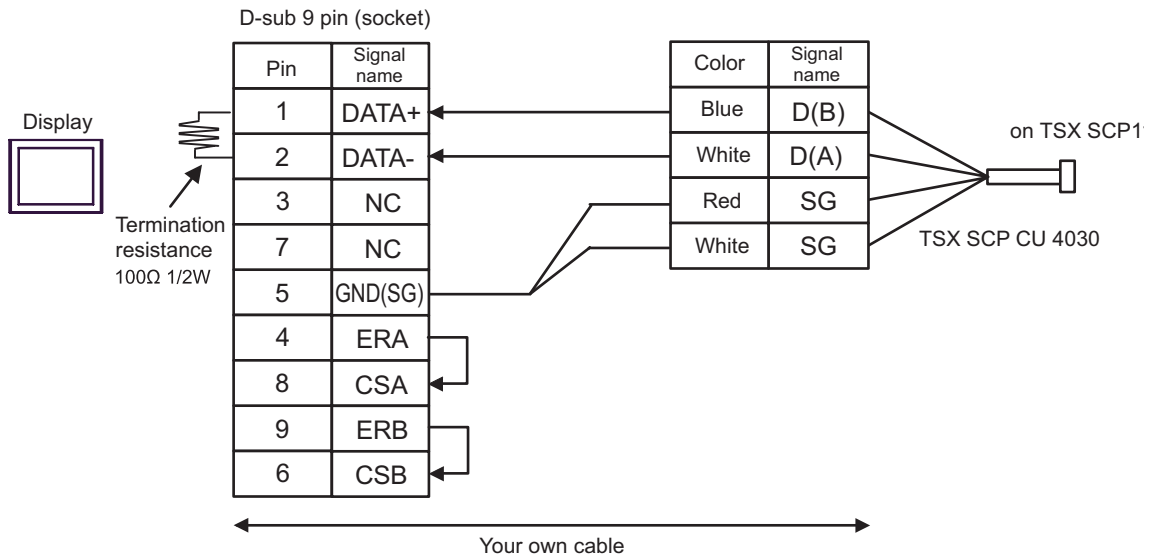 D-sub 9 pin (socket)
Display
Termination
resistance
100Ω 1/2W
Pin Signal name
1 DATA+
2 DATA-
3 NC
7 NC
5 GND(SG)
4 ERA
8 CSA
9 ERB
6 CSB
Color Signal name
Blue D(B)
White D(A)
Red SG
White SG
on TSX SCP1
TSX SCP CU 4030
Your own cable